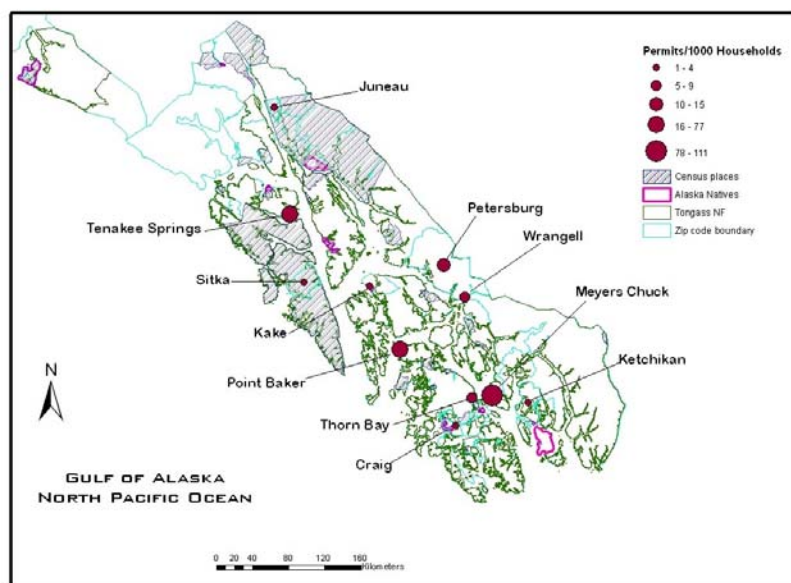 Permits/1000 Households
1 - 4
5 - 9
10 - 15
16 - 77
78 - 111
Census places
Alaska Natives
Tongass NF
Zip code boundary
Juneau
Tenakee Springs
Petersburg
Wrangell
Sitka
Meyers Chuck
Kake
Ketchikan
Point Baker
Thorn Bay
Craig
N
GULF OF ALASKA
NORTH PACIFIC OCEAN
0 10 20 40 60 80 120 160
Kilometers